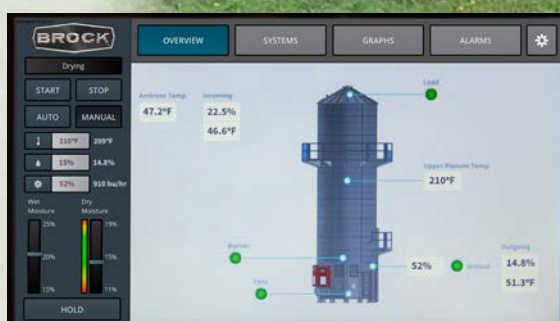 BROCK
OVERVIEW
SYSTEMS
GRAPHS
ALARMS
Drying
START
STOP
AUTO
MANUAL
210°F
209°F
15%
14.8%
52%
910 bu/hr
Wet Moisture
Dry Moisture
25%
20%
15%
19%
15%
11%
HOLD
Ambient Temp.
47.2°F
Incoming
22.5%
46.6°F
Load
Upper Plenum Temp.
210°F
Burner
Fans
52%
Unload
Outgoing
14.8%
51.3°F